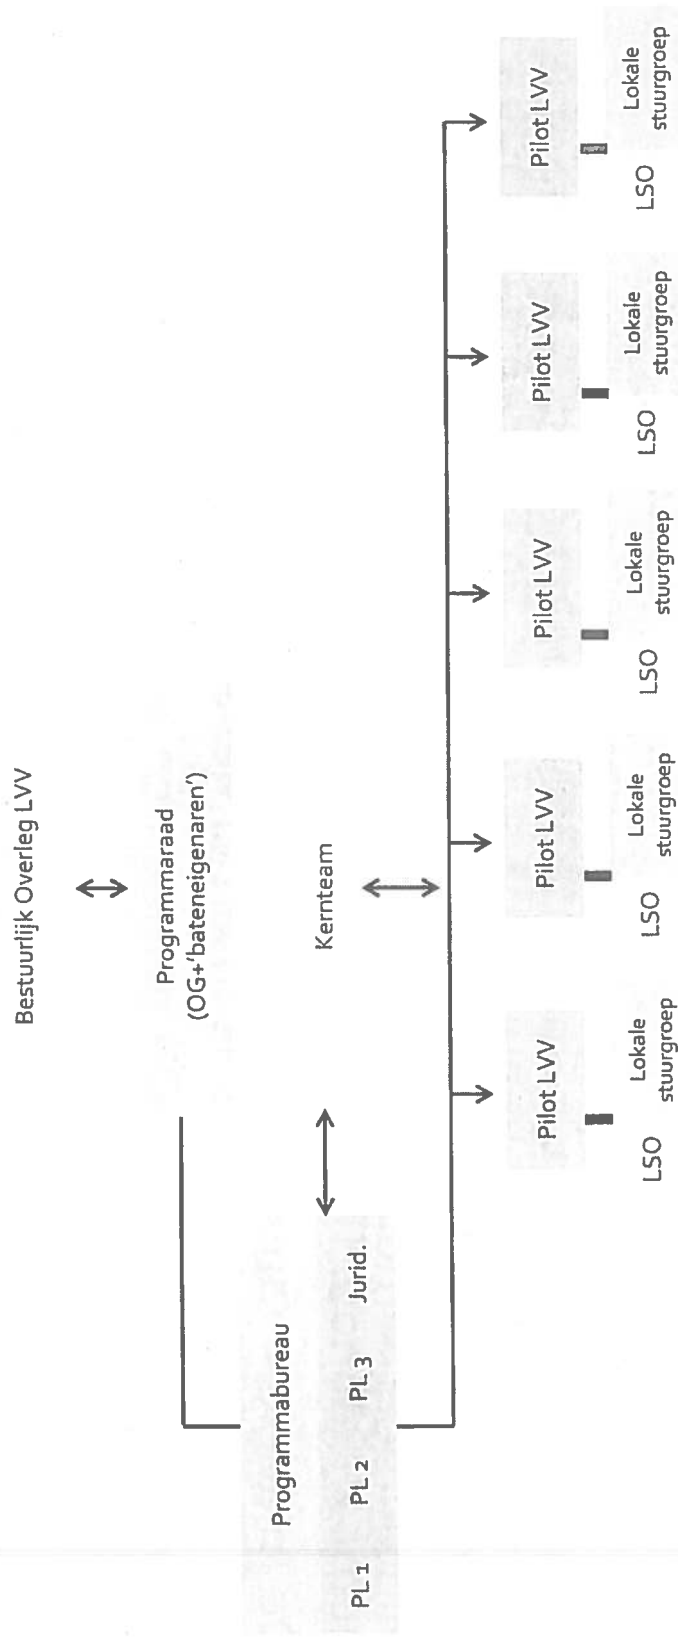 Bestuurlijk Overleg LVV
Programmaraad
(OG+'bateneigenaren')
Programmabureau
PL 1 PL 2 PL 3 Jurid.
Kernteam
Pilot LVV
LSO
Lokale
stuurgroep
Pilot LVV
LSO
Lokale
stuurgroep
Pilot LVV
LSO
Lokale
stuurgroep
Pilot LVV
LSO
Lokale
stuurgroep
Pilot LVV
LSO
Lokale
stuurgroep